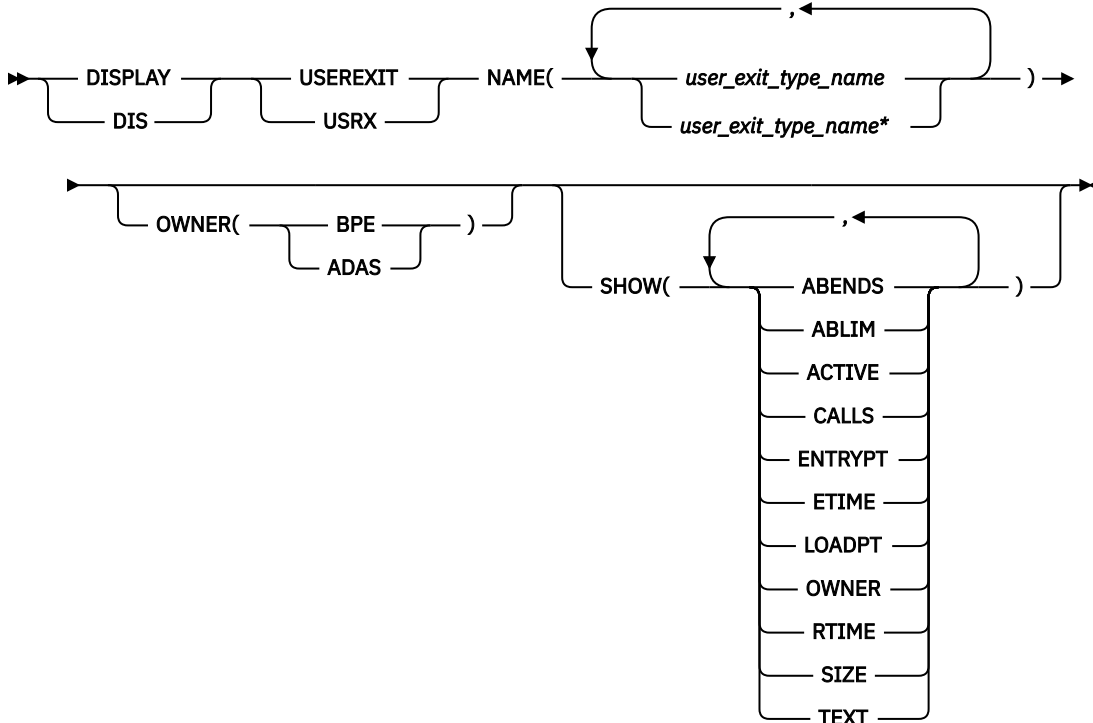 ,
DISPLAY USEREXIT NAME( user_exit_type_name )
DIS USRX user_exit_type_name*
OWNER( BPE )
ADAS
,
SHOW( ABENDS )
ABLIM
ACTIVE
CALLS
ENTRYPT
ETIME
LOADPT
OWNER
RTIME
SIZE
TEXT